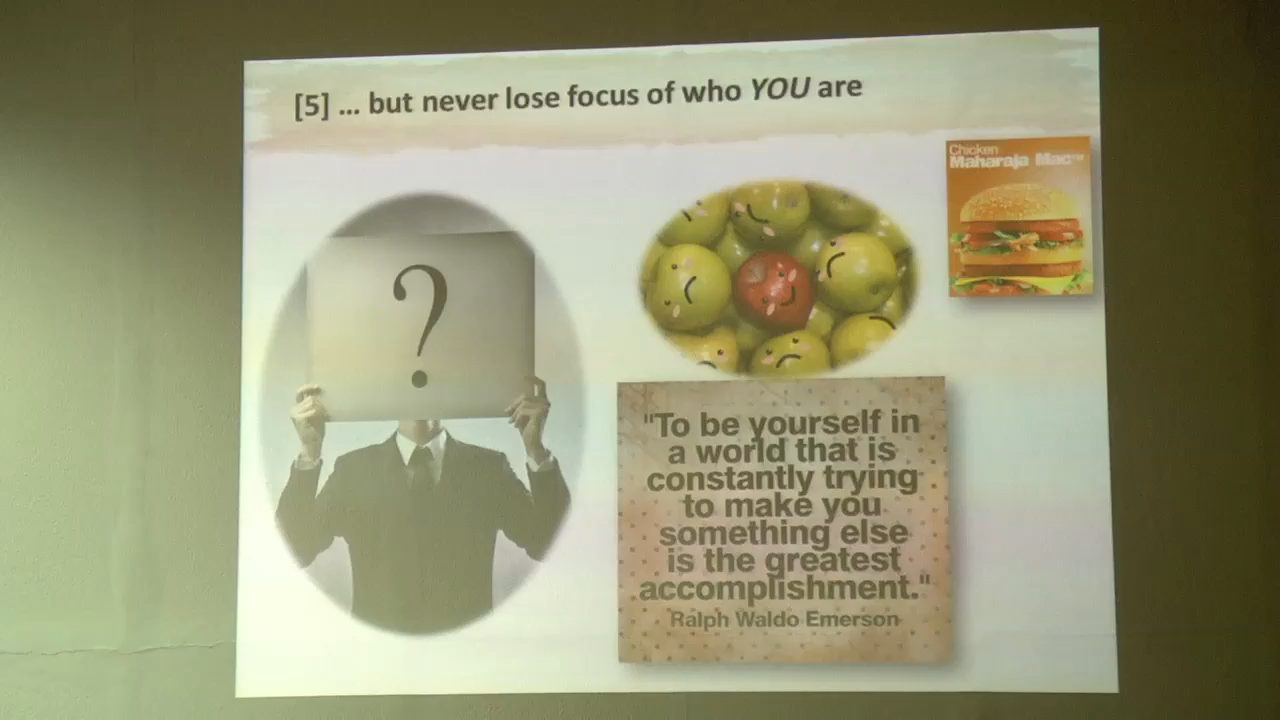 [5] ... but never lose focus of who YOU are
Chicken
Maharaja Mac™
?
"To be yourself in
a world that is
constantly trying
to make you
something else
is the greatest
accomplishment."
Ralph Waldo Emerson